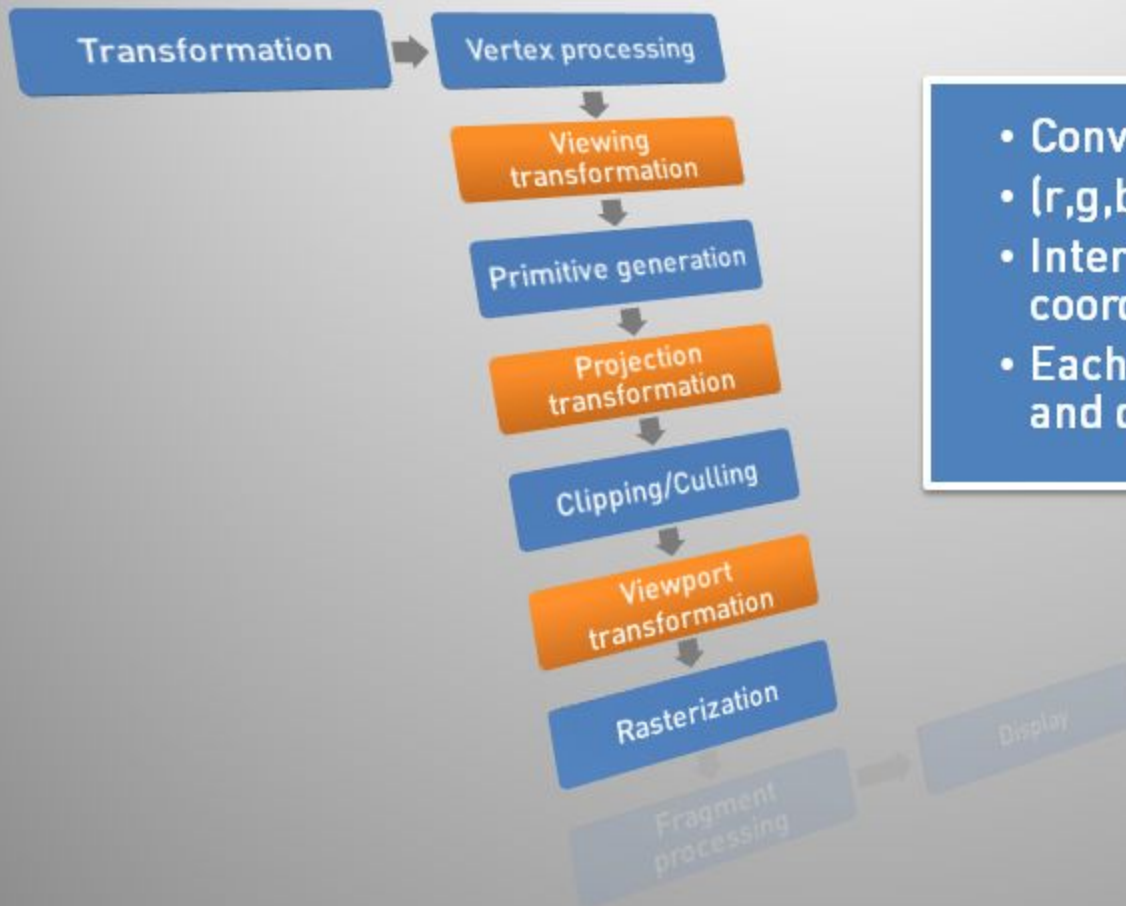 Transformation
Vertex processing
Viewing
transformation
Primitive generation
Projection
transformation
Clipping/Culling
Viewport
transformation
Rasterization
Fragment
processing
Display
• Conv
• (r,g,b
• Inter
coord
• Each
and c